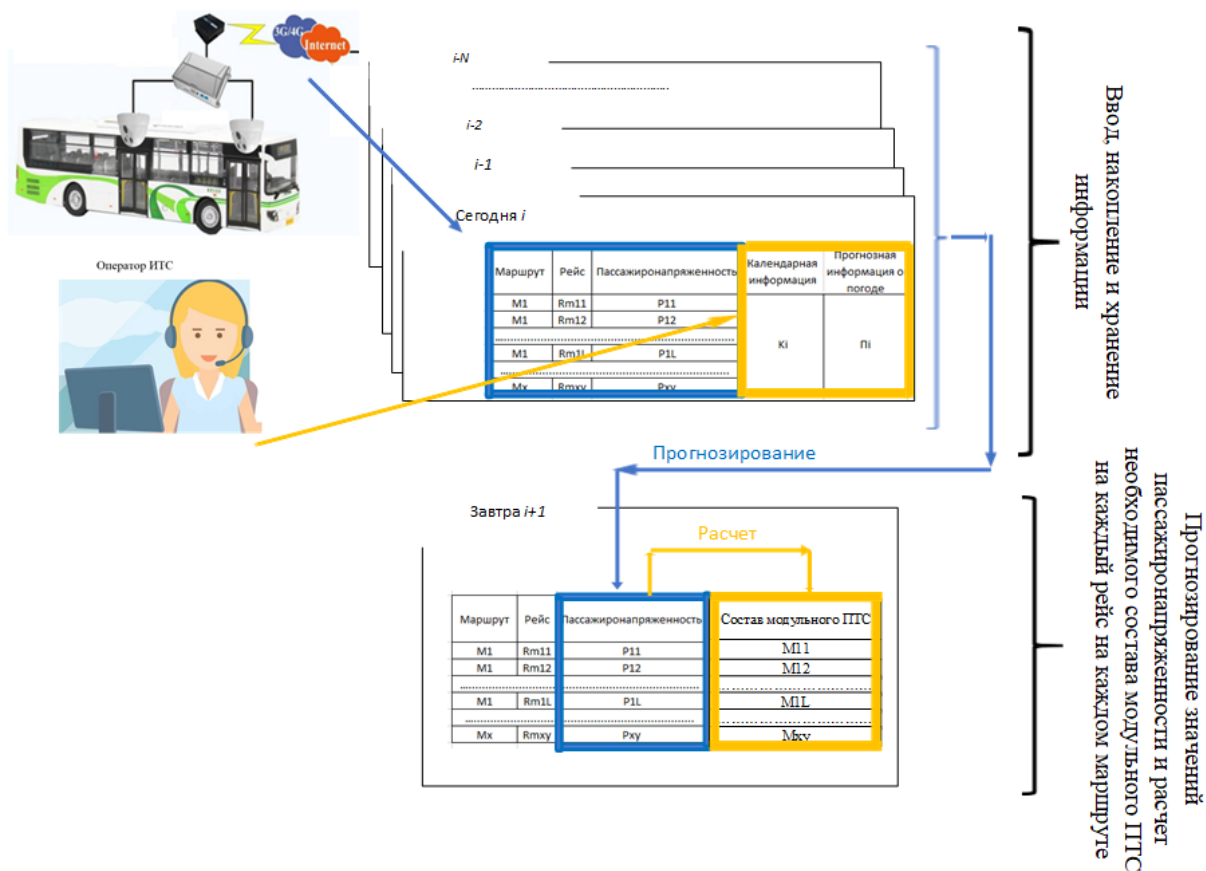 3G/4G
Internet
i-N
i-2
i-1
Сегодня i
Маршрут Рейс Пассажиронапряженность Календарная информация Прогнозная информация о погоде
M1 Rm11 P11
M1 Rm12 P12
M1 Rm1L P1L
Mx Rmxy Pxy
Ki Пi
Оператор ИТС
Ввод, накопление и хранение
информации
Прогнозирование
Завтра i+1
Расчет
Маршрут Рейс Пассажиронапряженность Состав модульного ПТС
M1 Rm11 P11 M11
M1 Rm12 P12 M12
M1 Rm1L P1L M1L
Mx Rmxy Pxy Mxy
Прогнозирование значений
пассажиронапряженности и расчет
необходимого состава модульного ПТС
на каждый рейс на каждом маршруте